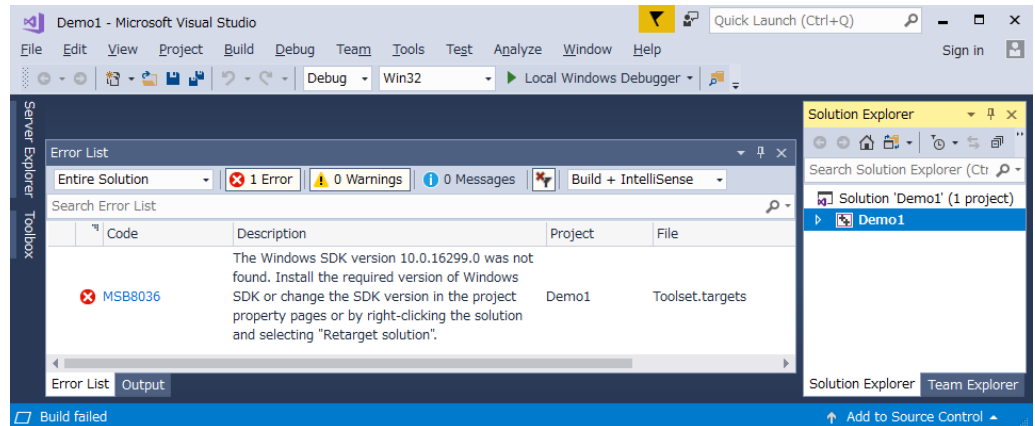 Demo1 - Microsoft Visual Studio
Quick Launch (Ctrl+Q)
File Edit View Project Build Debug Team Tools Test Analyze Window Help
Sign in
Debug Win32 Local Windows Debugger
Server Explorer
Toolbox
Error List
Entire Solution 1 Error 0 Warnings 0 Messages Build + IntelliSense
Search Error List
Code Description Project File
MSB8036
The Windows SDK version 10.0.16299.0 was not
found. Install the required version of Windows
SDK or change the SDK version in the project
property pages or by right-clicking the solution
and selecting "Retarget solution".
Demo1
Toolset.targets
Error List Output
Solution Explorer
Search Solution Explorer (Ctr
Solution 'Demo1' (1 project)
Demo1
Solution Explorer Team Explorer
Build failed
Add to Source Control